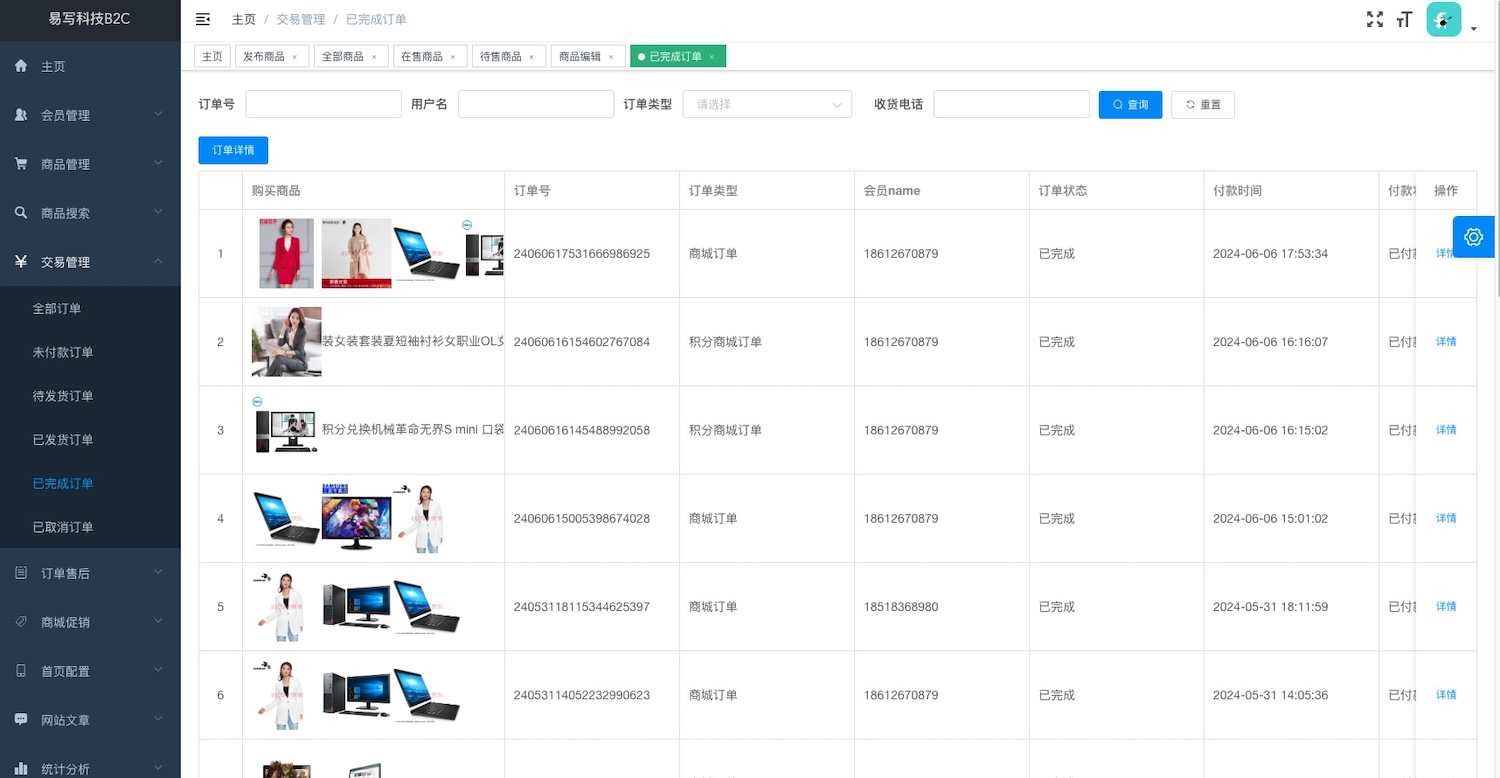 易写科技B2C
主页 / 交易管理 / 已完成订单
主页 发布商品 × 全部商品 × 在售商品 × 待售商品 × 商品编辑 × 已完成订单 ×
主页
会员管理
商品管理
商品搜索
交易管理
全部订单
未付款订单
待发货订单
已发货订单
已完成订单
已取消订单
订单售后
商城促销
首页配置
网站文章
统计分析
订单号 用户名 订单类型 请选择 收货电话 查询 重置
订单详情
购买商品 订单号 订单类型 会员name 订单状态 付款时间 付款 操作
1 24060617531666986925 商城订单 18612670879 已完成 2024-06-06 17:53:34 已付 详情
2 装女装套装夏短袖衬衫女职业OL 24060616154602767084 积分商城订单 18612670879 已完成 2024-06-06 16:16:07 已付 详情
3 积分兑换机械革命无界S mini 口袋 24060616145488992058 积分商城订单 18612670879 已完成 2024-06-06 16:15:02 已付 详情
4 24060615005398674028 商城订单 18612670879 已完成 2024-06-06 15:01:02 已付 详情
5 24053118115344625397 商城订单 18518368980 已完成 2024-05-31 18:11:59 已付 详情
6 24053114052232990623 商城订单 18612670879 已完成 2024-05-31 14:05:36 已付 详情